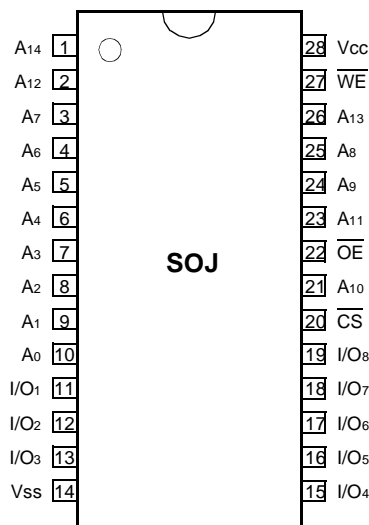 A14 1 28 Vcc
A12 2 27 WE
A7 3 26 A13
A6 4 25 A8
A5 5 24 A9
A4 6 23 A11
A3 7 SOJ 22 OE
A2 8 21 A10
A1 9 20 CS
A0 10 19 I/O8
I/O1 11 18 I/O7
I/O2 12 17 I/O6
I/O3 13 16 I/O5
Vss 14 15 I/O4